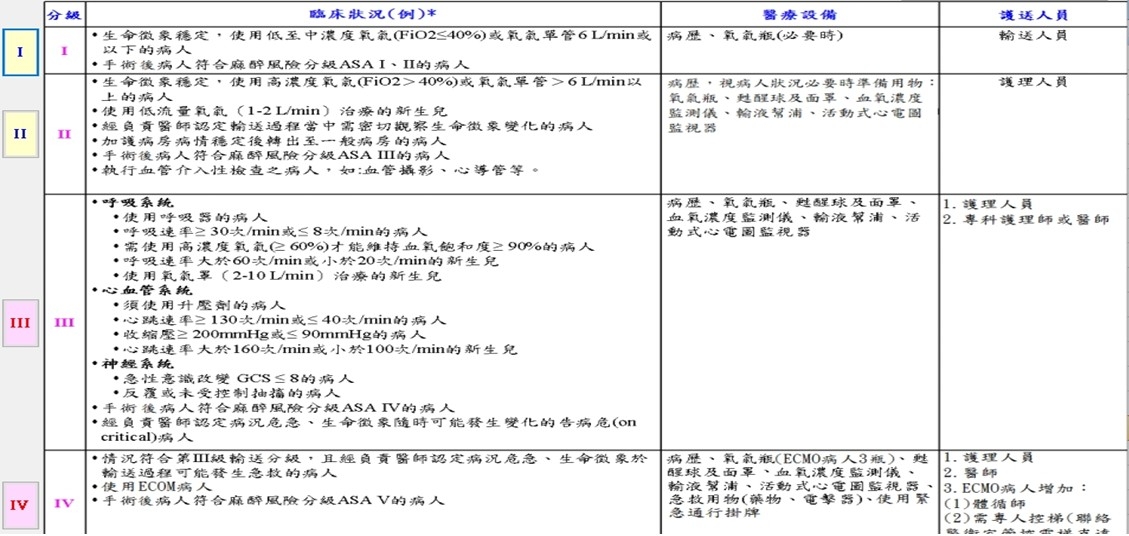 分級 臨床狀況(例)* 醫療設備 護送人員
I
I
•生命徵象穩定，使用低至中濃度氧氣(FiO2≤40%)或氧氣單管6 L/min或
以下的病人
•手術後病人符合麻醉風險分級ASA I、II的病人
病歷、氧氣瓶(必要時)
輸送人員
II
II
•生命徵象穩定，使用高濃度氧氣(FiO2＞40%)或氧氣單管＞6 L/min以
上的病人
•使用低流量氧氣（1-2 L/min）治療的新生兒
•經負責醫師認定輸送過程當中需密切觀察生命徵象變化的病人
•加護病房病情穩定後轉出至一般病房的病人
•手術後病人符合麻醉風險分級ASA III的病人
•執行血管介入性檢查之病人，如:血管攝影、心導管等。
病歷，視病人狀況必要時準備用物：
氧氣瓶、甦醒球及面罩、血氧濃度
監測儀、輸液幫浦、活動式心電圖
監視器
護理人員
III
III
•呼吸系統
•使用呼吸器的病人
•呼吸速率≥ 30次/min或≤ 8次/min的病人
•需使用高濃度氧氣(≥ 60%)才能維持血氧飽和度≥ 90%的病人
•呼吸速率大於60次/min或小於20次/min的新生兒
•使用氧氣罩（2-10 L/min）治療的新生兒
•心血管系統
•須使用升壓劑的病人
•心跳速率≥ 130次/min或≤ 40次/min的病人
•收縮壓≥ 200mmHg或≤ 90mmHg的病人
•心跳速率大於160次/min或小於100次/min的新生兒
•神經系統
•急性意識改變 GCS ≤ 8的病人
•反覆或未受控制抽搐的病人
•手術後病人符合麻醉風險分級ASA IV的病人
•經負責醫師認定病況危急、生命徵象隨時可能發生變化的告病危(on
critical)病人
病歷、氧氣瓶、甦醒球及面罩、
血氧濃度監測儀、輸液幫浦、活
動式心電圖監視器
1. 護理人員
2. 專科護理師或醫師
IV
IV
•情況符合第III級輸送分級，且經負責醫師認定病況危急、生命徵象於
輸送過程可能發生急救的病人
•使用ECOM病人
•手術後病人符合麻醉風險分級ASA V的病人
病歷、氧氣瓶(ECMO病人3瓶)、甦
醒球及面罩、血氧濃度監測儀、
輸液幫浦、活動式心電圖監視器、
急救用物(藥物、電擊器)、使用緊
急通行掛牌
1. 護理人員
2. 醫師
3.ECMO病人增加：
(1)體循師
(2)需專人控梯(聯絡